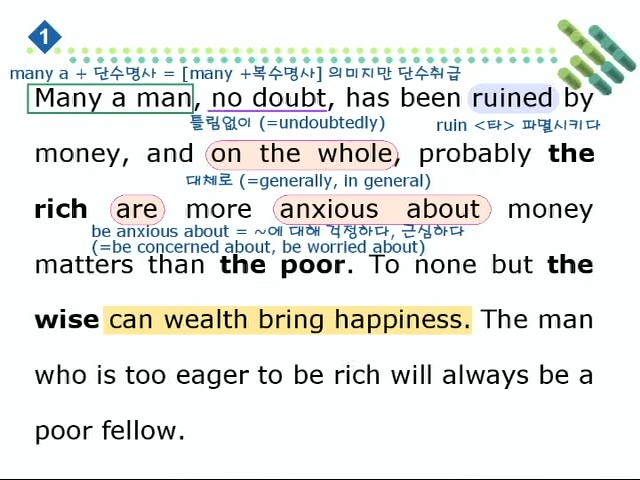 1
many a + 단수명사 = [many +복수명사] 의미지만 단수취급
Many a man, no doubt, has been ruined by
틀림없이 (=undoubtedly)
ruin <타> 파멸시키다
money, and on the whole, probably the
대체로 (=generally, in general)
rich are more anxious about money
be anxious about = ~에 대해 걱정하다, 근심하다
(=be concerned about, be worried about)
matters than the poor. To none but the
wise can wealth bring happiness. The man
who is too eager to be rich will always be a
poor fellow.